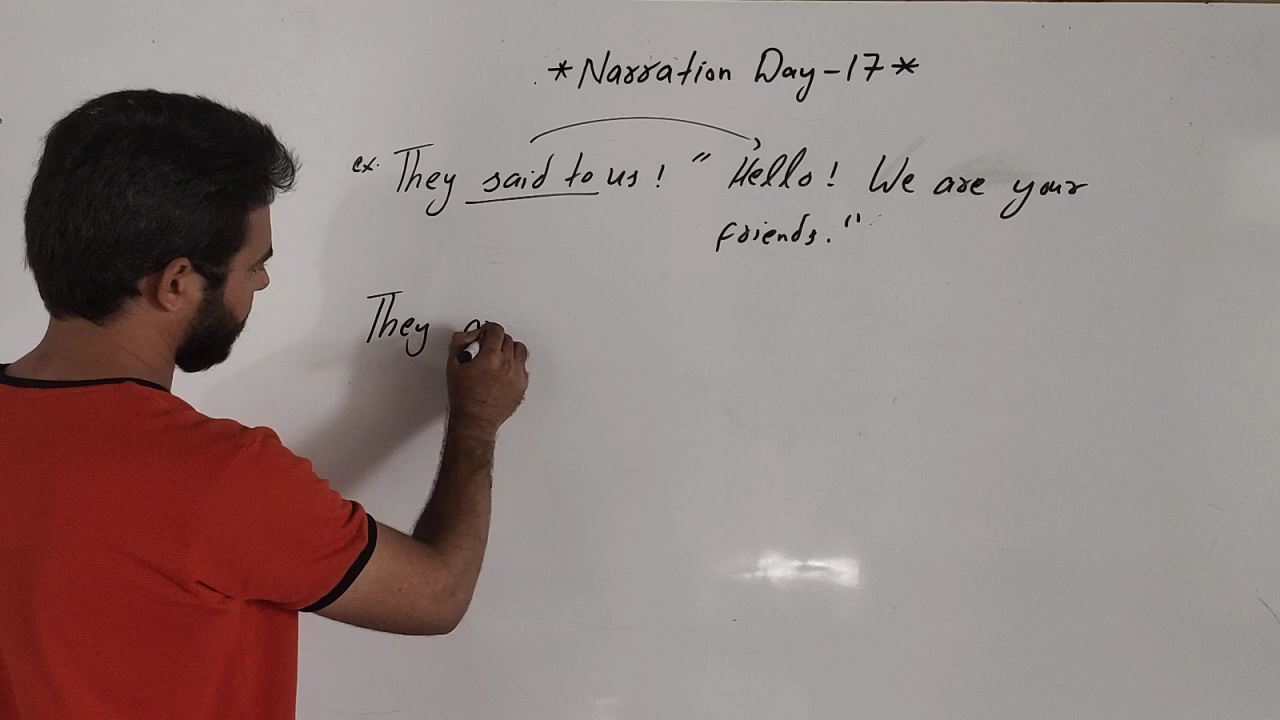 *Narration Day-17*
ex. They said to us! " Hello! We are your
friends."
They